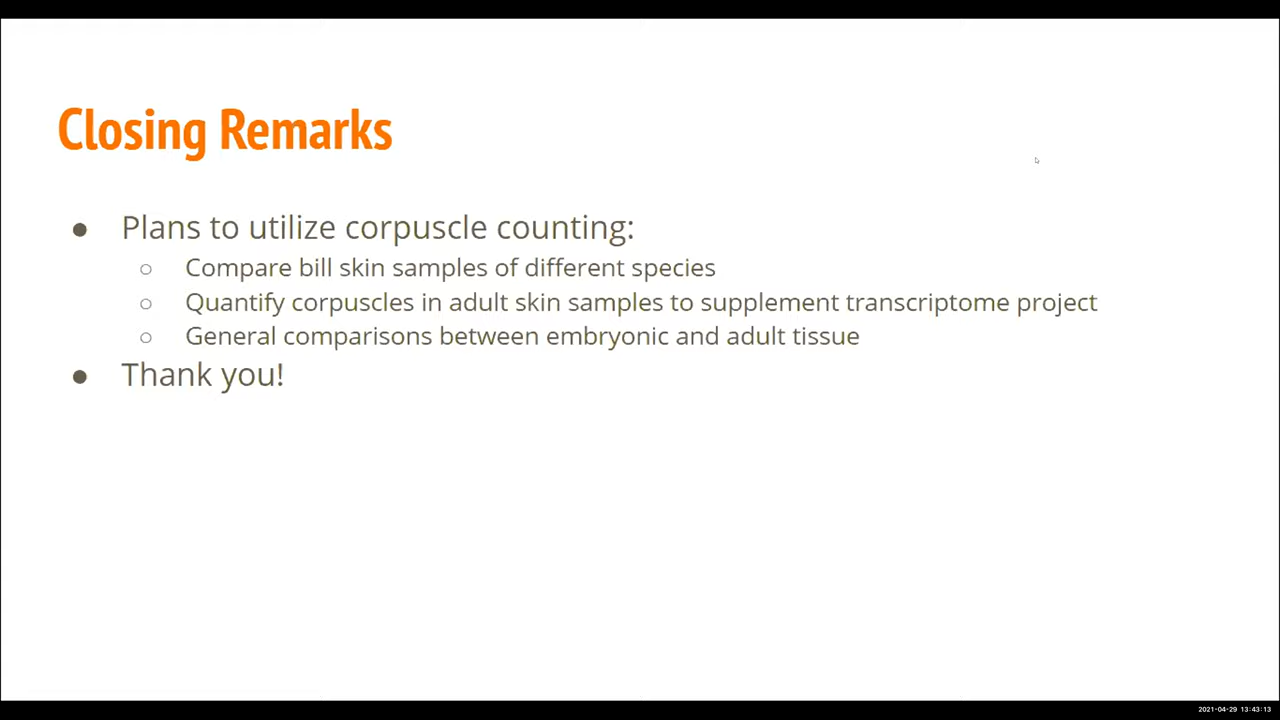 Closing Remarks
● Plans to utilize corpuscle counting:
○ Compare bill skin samples of different species
○ Quantify corpuscles in adult skin samples to supplement transcriptome project
○ General comparisons between embryonic and adult tissue
● Thank you!
2021-04-29 13:43:13